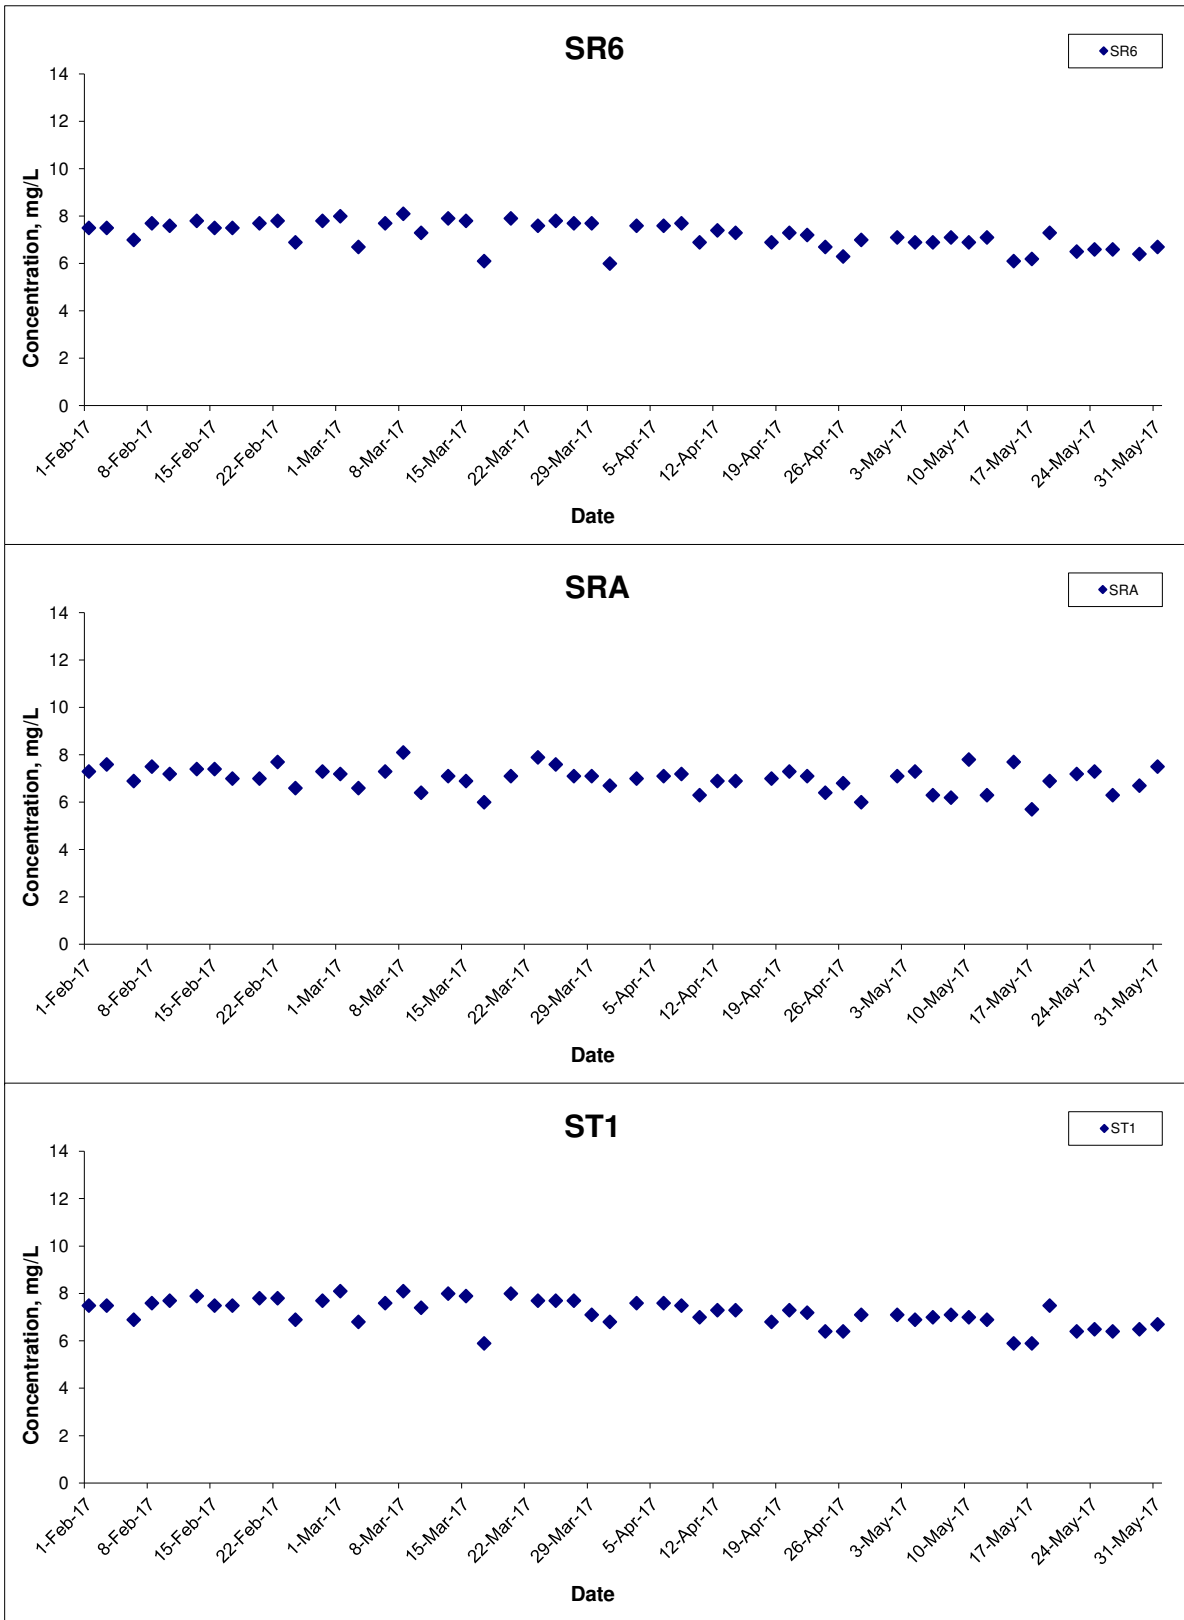 SR6
SR6
14
12
10
8
6
4
2
0
Concentration, mg/L
1-Feb-17
8-Feb-17
15-Feb-17
22-Feb-17
1-Mar-17
8-Mar-17
15-Mar-17
22-Mar-17
29-Mar-17
5-Apr-17
12-Apr-17
19-Apr-17
26-Apr-17
3-May-17
10-May-17
17-May-17
24-May-17
31-May-17
Date
SRA
SRA
14
12
10
8
6
4
2
0
Concentration, mg/L
1-Feb-17
8-Feb-17
15-Feb-17
22-Feb-17
1-Mar-17
8-Mar-17
15-Mar-17
22-Mar-17
29-Mar-17
5-Apr-17
12-Apr-17
19-Apr-17
26-Apr-17
3-May-17
10-May-17
17-May-17
24-May-17
31-May-17
Date
ST1
ST1
14
12
10
8
6
4
2
0
Concentration, mg/L
1-Feb-17
8-Feb-17
15-Feb-17
22-Feb-17
1-Mar-17
8-Mar-17
15-Mar-17
22-Mar-17
29-Mar-17
5-Apr-17
12-Apr-17
19-Apr-17
26-Apr-17
3-May-17
10-May-17
17-May-17
24-May-17
31-May-17
Date